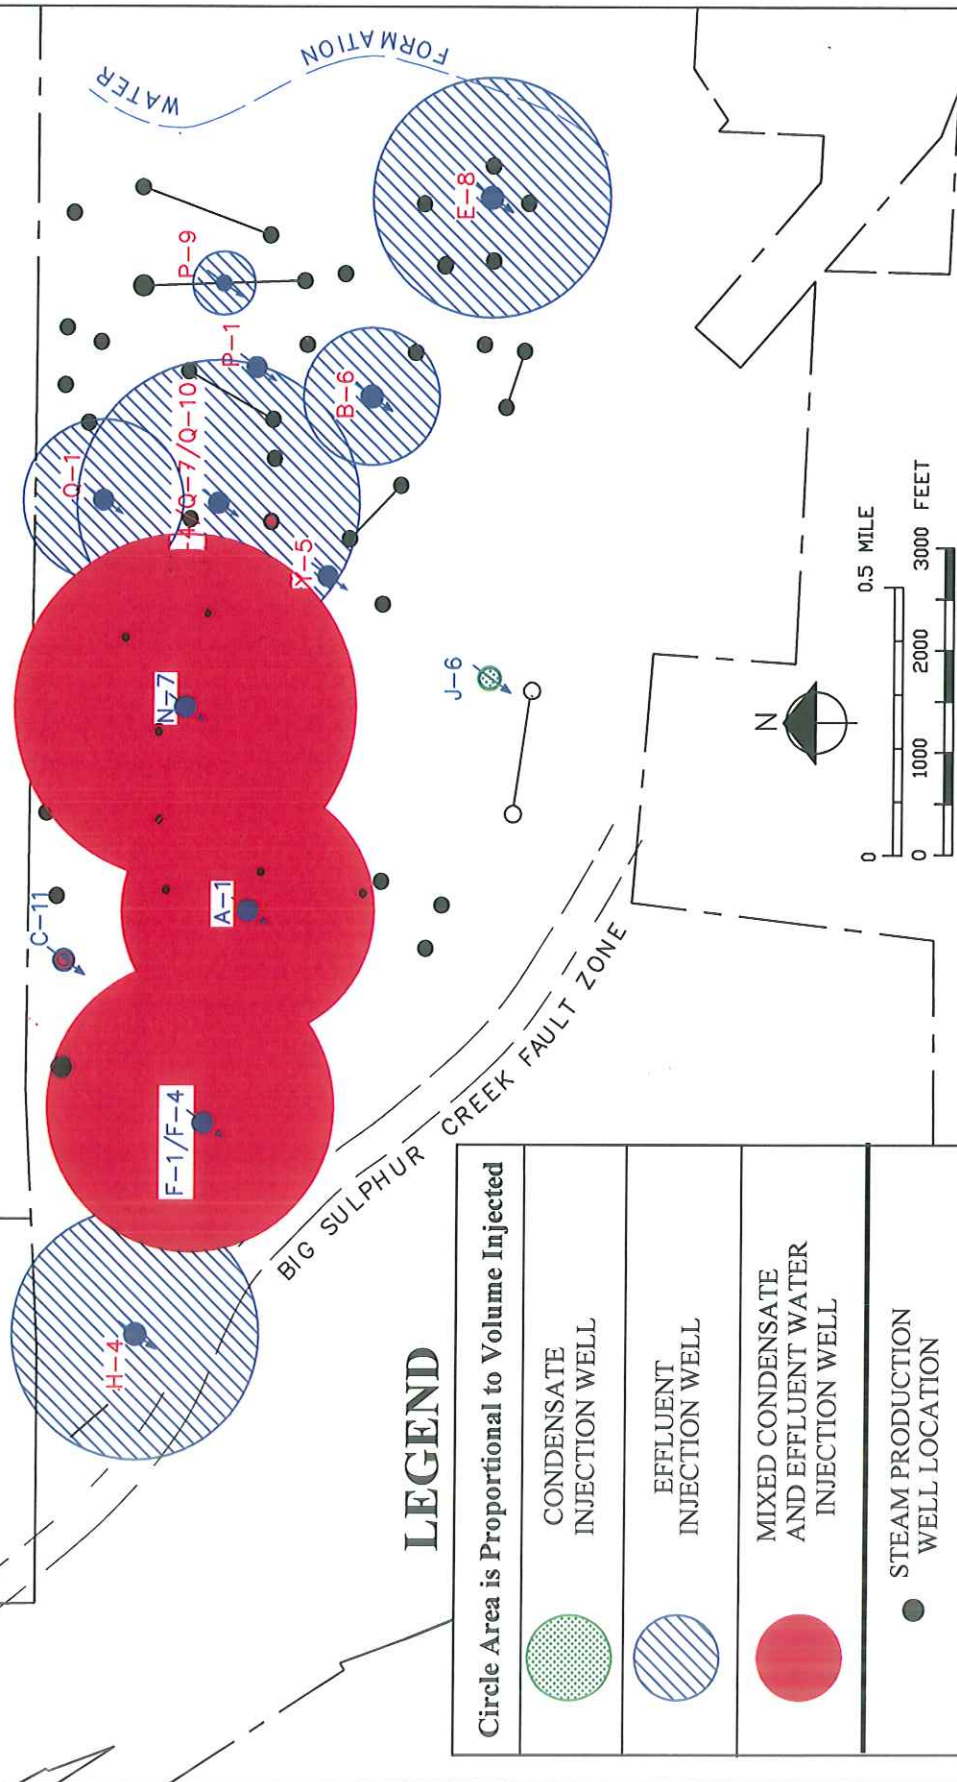 WATER
FORMATION
P-9
E-8
P-1
Q-1
4/Q-7/Q-10
B-6
Y-5
N-7
J-6
C-11
A-1
F-1/F-4
H-4
BIG SULPHUR CREEK FAULT ZONE
N
0 0.5 MILE
0 1000 2000 3000 FEET
LEGEND
Circle Area is Proportional to Volume Injected
CONDENSATE
INJECTION WELL
EFFLUENT
INJECTION WELL
MIXED CONDENSATE
AND EFFLUENT WATER
INJECTION WELL
STEAM PRODUCTION
WELL LOCATION